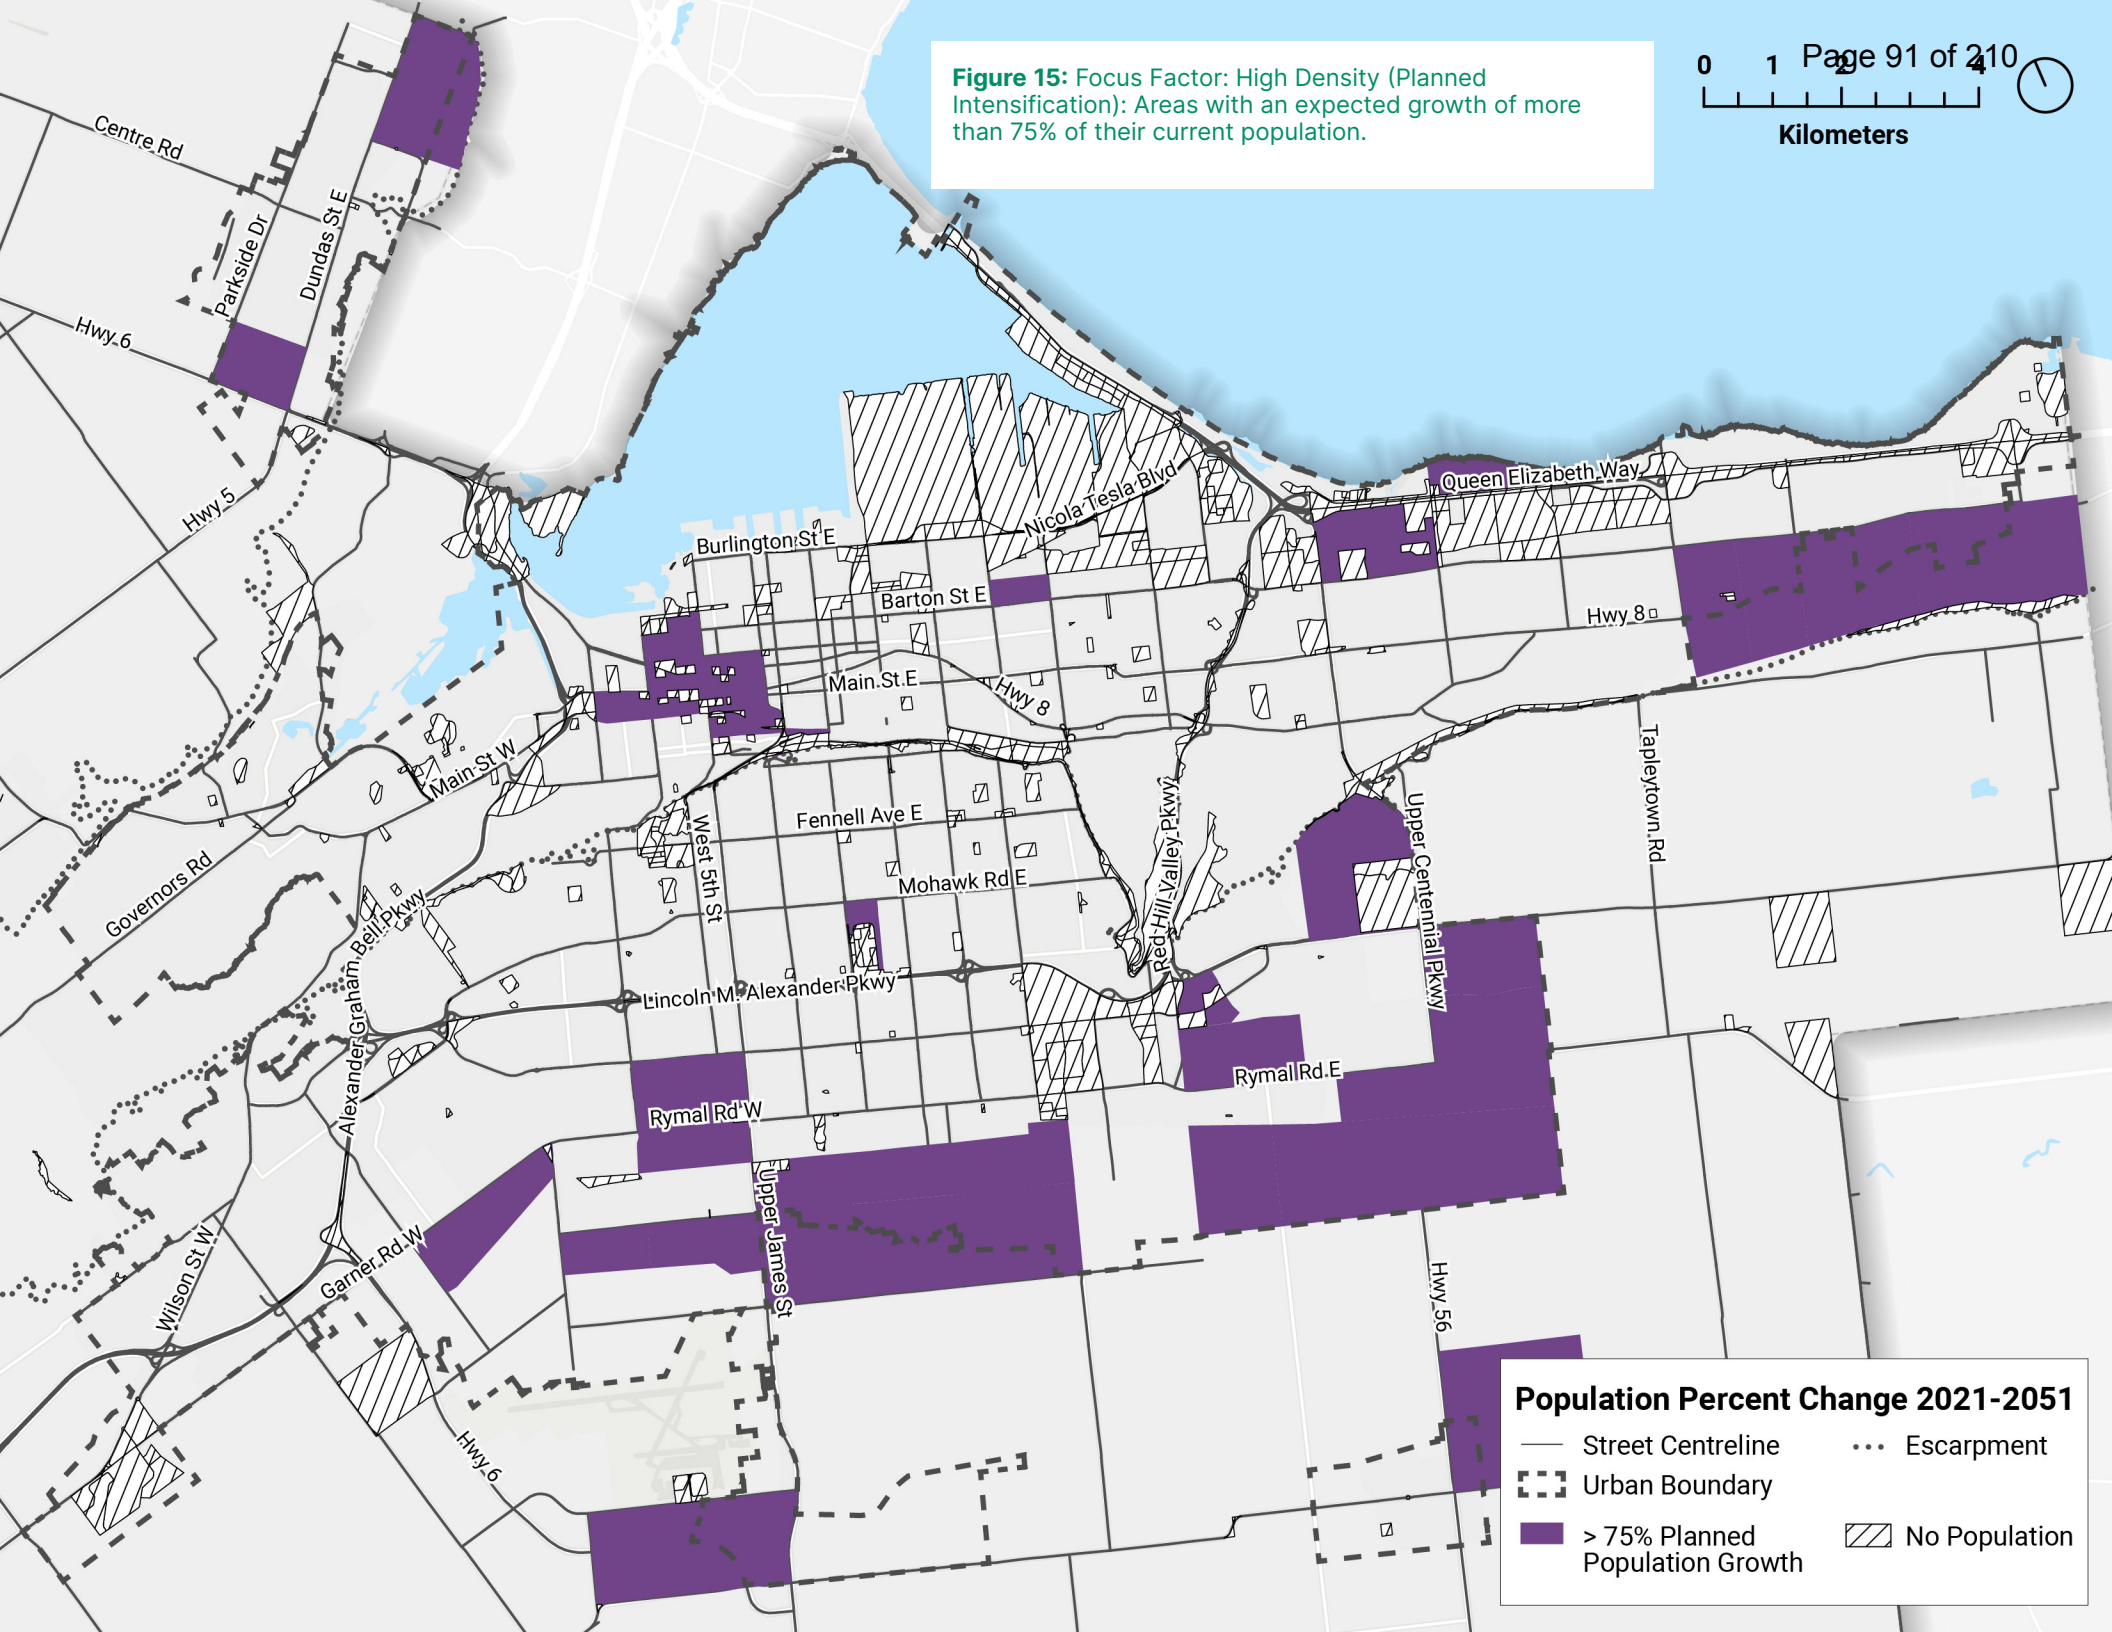 Page 91 of 210
0 1 2 4
Kilometers
Figure 15: Focus Factor: High Density (Planned
Intensification): Areas with an expected growth of more
than 75% of their current population.
Centre Rd
Parkside Dr
Dundas St E
Hwy 6
Hwy 5
Queen Elizabeth Way
Nicola Tesla Blvd
Burlington St E
Barton St E
Hwy 8
Main St E
Hwy 8
Main St W
Tapleytown Rd
Fennell Ave E
West 5th St
Red Hill Valley Pkwy
Upper Centennial Pkwy
Governors Rd
Mohawk Rd E
Alexander Graham Bell Pkwy
Lincoln M. Alexander Pkwy
Rymal Rd E
Rymal Rd W
Upper James St
Wilson St W
Garner Rd W
Hwy 56
Hwy 6
Population Percent Change 2021-2051
Street Centreline
Escarpment
Urban Boundary
> 75% Planned
Population Growth
No Population